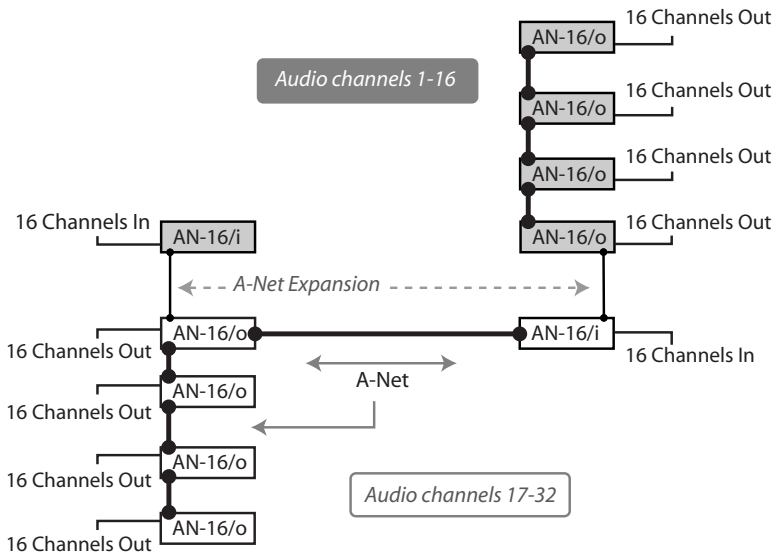 16 Channels Out
AN-16/o
Audio channels 1-16
16 Channels Out
AN-16/o
16 Channels Out
AN-16/o
16 Channels In
AN-16/i
16 Channels Out
AN-16/o
A-Net Expansion
AN-16/o
AN-16/i
16 Channels Out
16 Channels In
A-Net
AN-16/o
16 Channels Out
AN-16/o
16 Channels Out
Audio channels 17-32
AN-16/o
16 Channels Out